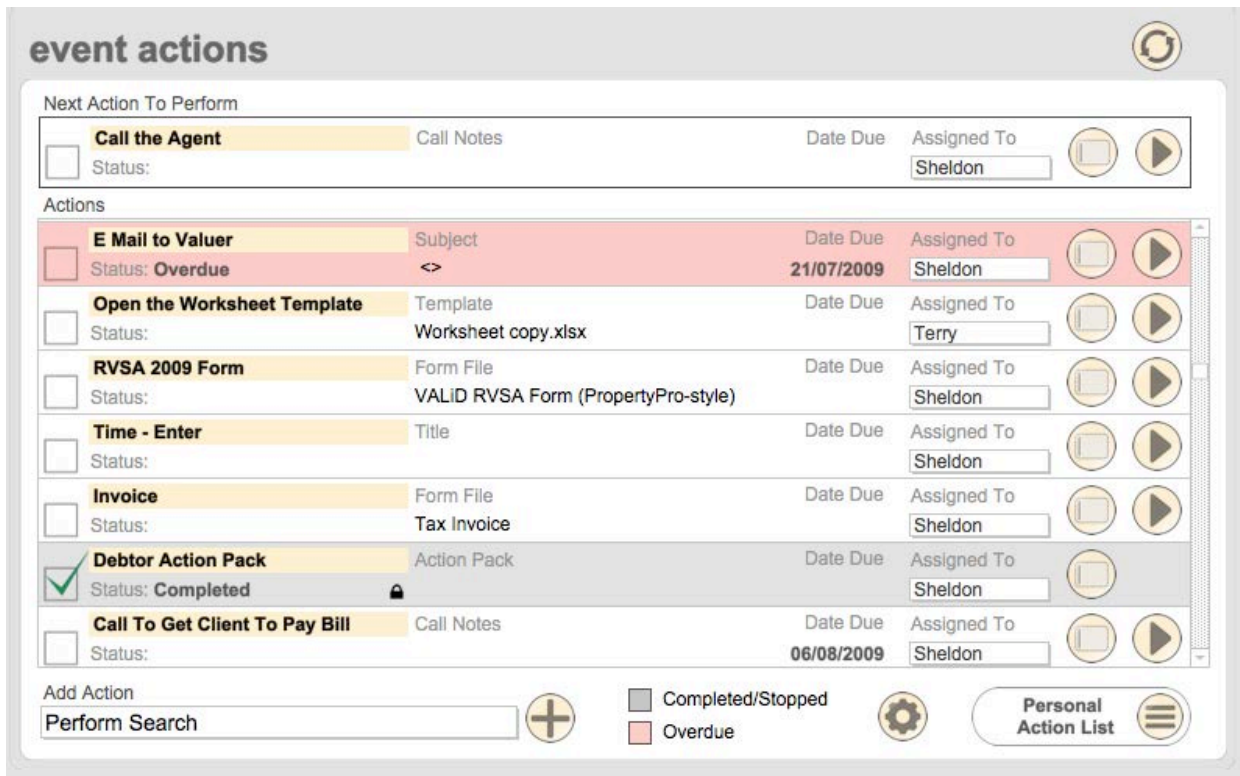 event actions
Next Action To Perform
Call the Agent Call Notes Date Due Assigned To
Status: Sheldon
Actions
E Mail to Valuer Subject Date Due Assigned To
Status: Overdue <> 21/07/2009 Sheldon
Open the Worksheet Template Template Date Due Assigned To
Status: Worksheet copy.xlsx Terry
RVSA 2009 Form Form File Date Due Assigned To
Status: VALiD RVSA Form (PropertyPro-style) Sheldon
Time - Enter Title Date Due Assigned To
Status: Sheldon
Invoice Form File Date Due Assigned To
Status: Tax Invoice Sheldon
Debtor Action Pack Action Pack Date Due Assigned To
Status: Completed Sheldon
Call To Get Client To Pay Bill Call Notes Date Due Assigned To
Status: 06/08/2009 Sheldon
Add Action Completed/Stopped Personal
Perform Search Overdue Action List